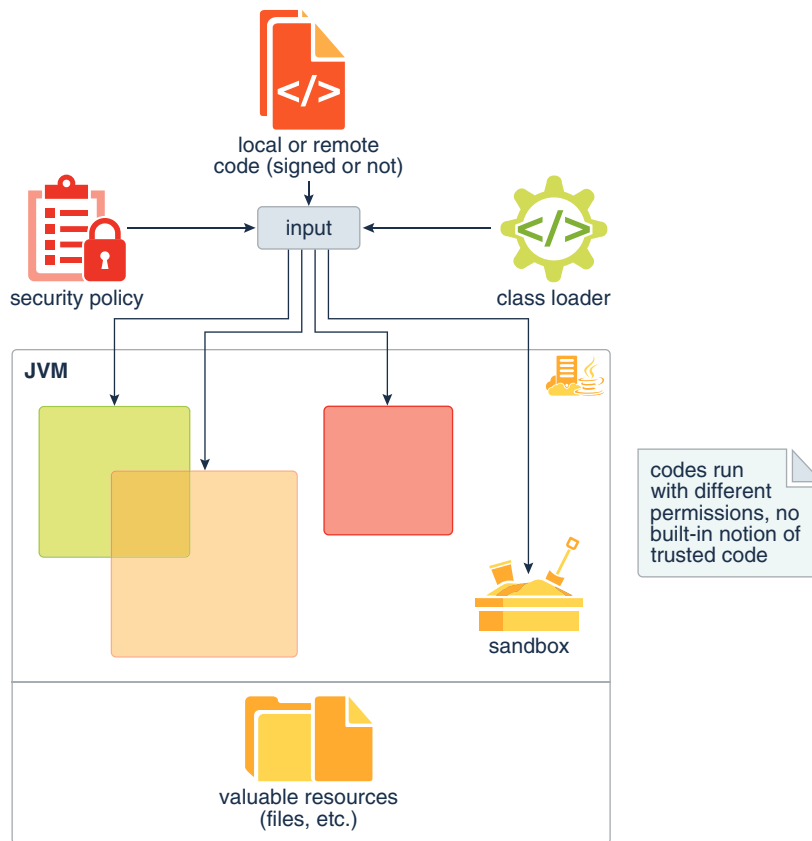 </>
local or remote
code (signed or not)
input
</>
security policy
class loader
JVM
codes run
with different
permissions, no
built-in notion of
trusted code
sandbox
valuable resources
(files, etc.)